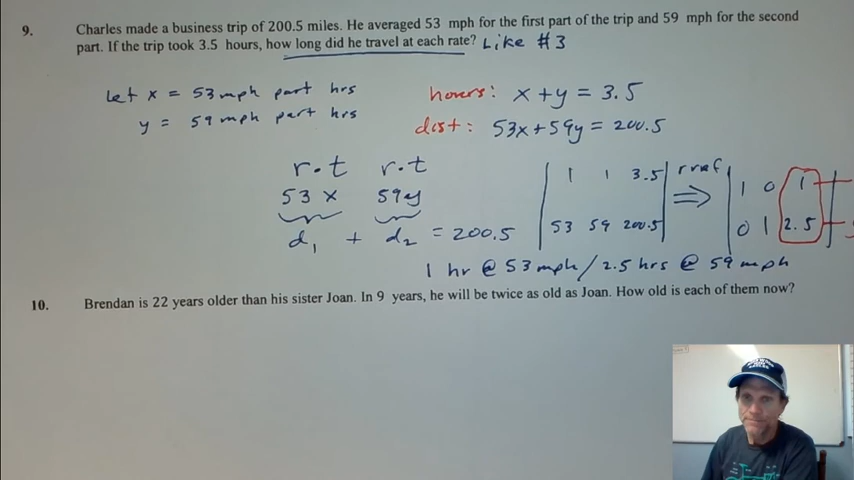 9. Charles made a business trip of 200.5 miles. He averaged 53 mph for the first part of the trip and 59 mph for the second
part. If the trip took 3.5 hours, how long did he travel at each rate? Like #3
Let x = 53mph part hrs
y = 59mph part hrs
hours: x+y = 3.5
dist: 53x+59y = 200.5
r·t r·t
53x 59y
d₁ + d₂ = 200.5
1 1 3.5 rref 1 0 1
53 59 200.5 ⇒ 0 1 2.5
1 hr @ 53mph / 2.5 hrs @ 59 mph
10. Brendan is 22 years older than his sister Joan. In 9 years, he will be twice as old as Joan. How old is each of them now?